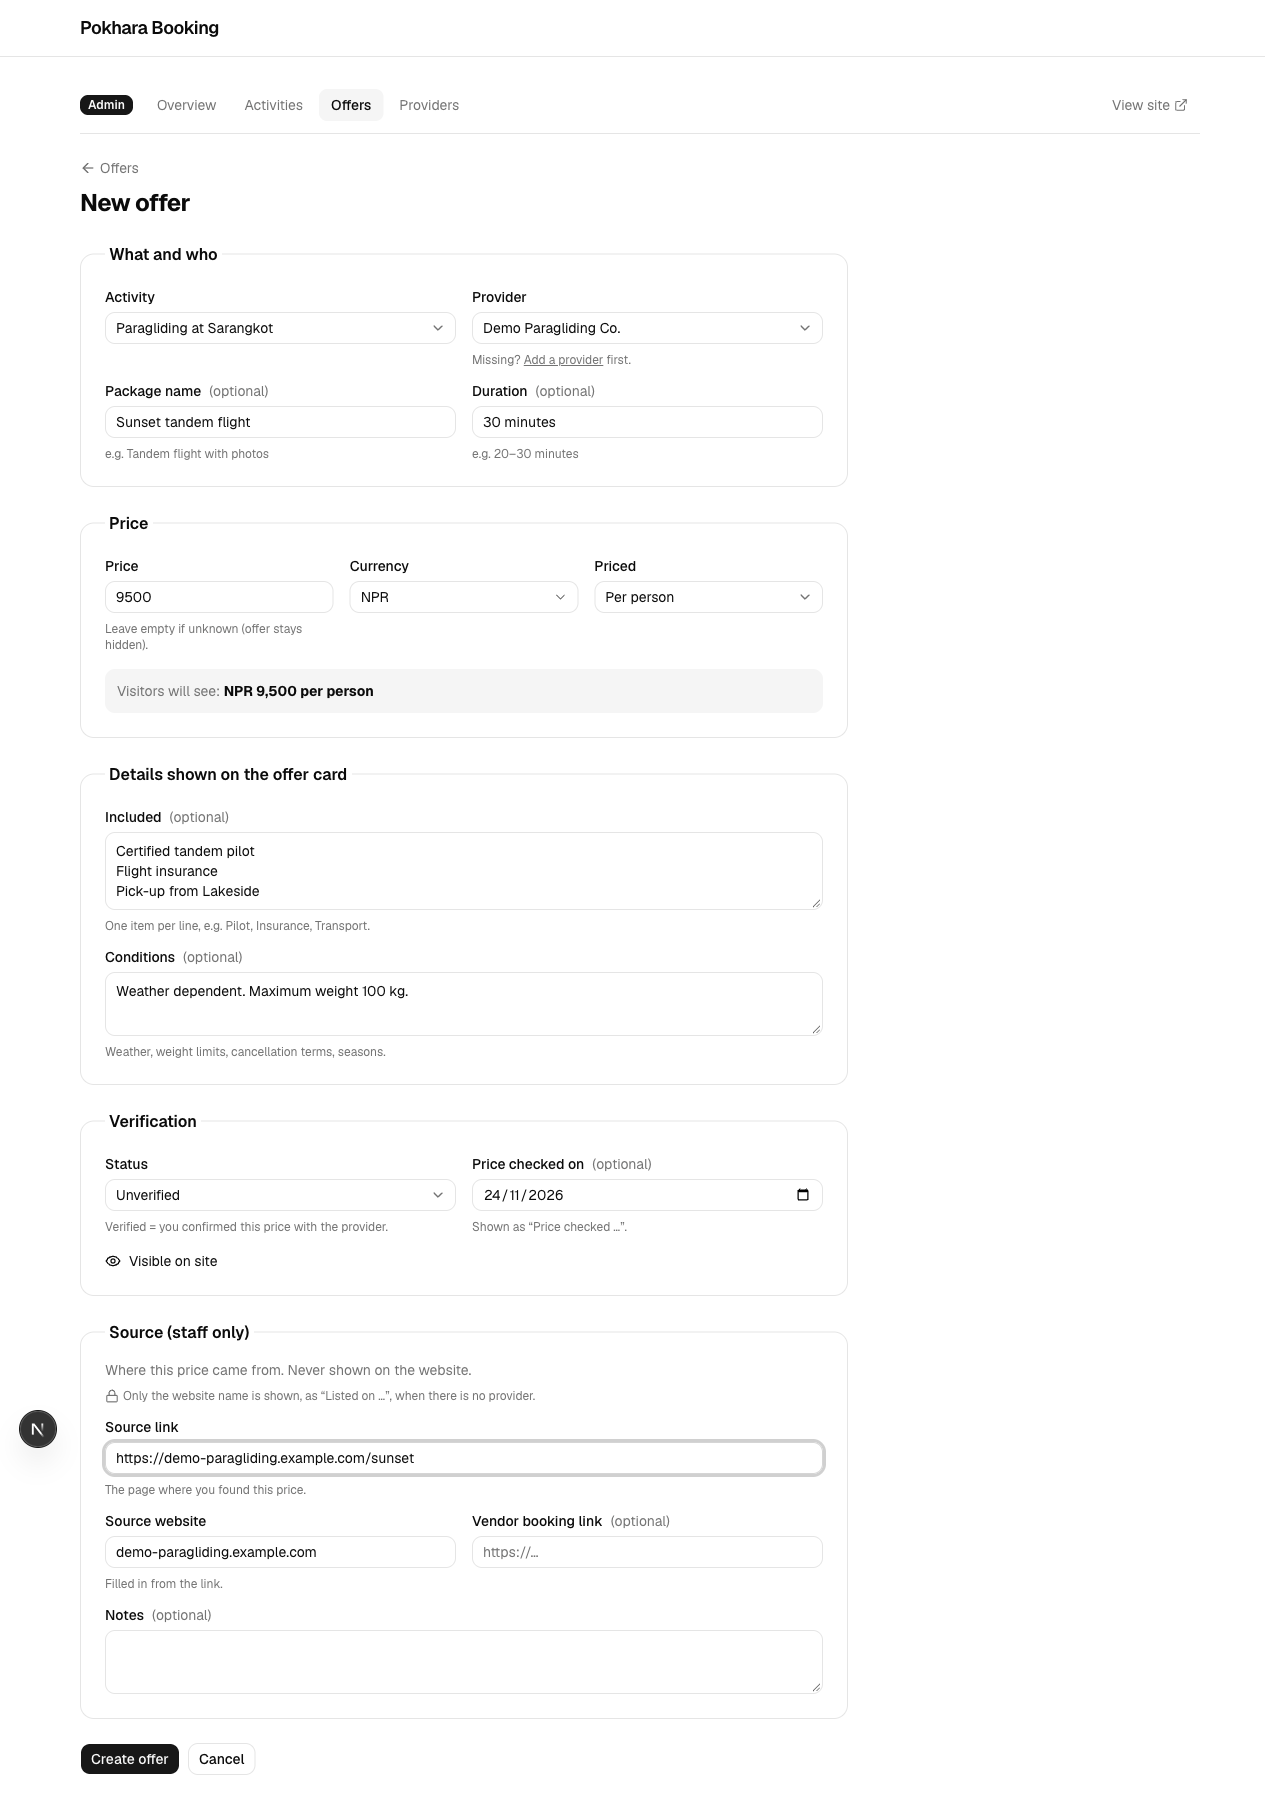 Pokhara Booking
Admin Overview Activities Offers Providers View site
Offers
New offer
What and who
Activity Provider
Paragliding at Sarangkot Demo Paragliding Co.
Missing? Add a provider first.
Package name (optional) Duration (optional)
Sunset tandem flight 30 minutes
e.g. Tandem flight with photos e.g. 20–30 minutes
Price
Price Currency Priced
9500 NPR Per person
Leave empty if unknown (offer stays
hidden).
Visitors will see: NPR 9,500 per person
Details shown on the offer card
Included (optional)
Certified tandem pilot
Flight insurance
Pick-up from Lakeside
One item per line, e.g. Pilot, Insurance, Transport.
Conditions (optional)
Weather dependent. Maximum weight 100 kg.
Weather, weight limits, cancellation terms, seasons.
Verification
Status Price checked on (optional)
Unverified 24/11/2026
Verified = you confirmed this price with the provider. Shown as “Price checked …”.
Visible on site
Source (staff only)
Where this price came from. Never shown on the website.
Only the website name is shown, as “Listed on …”, when there is no provider.
Source link
N
https://demo-paragliding.example.com/sunset
The page where you found this price.
Source website Vendor booking link (optional)
demo-paragliding.example.com https://…
Filled in from the link.
Notes (optional)
Create offer Cancel